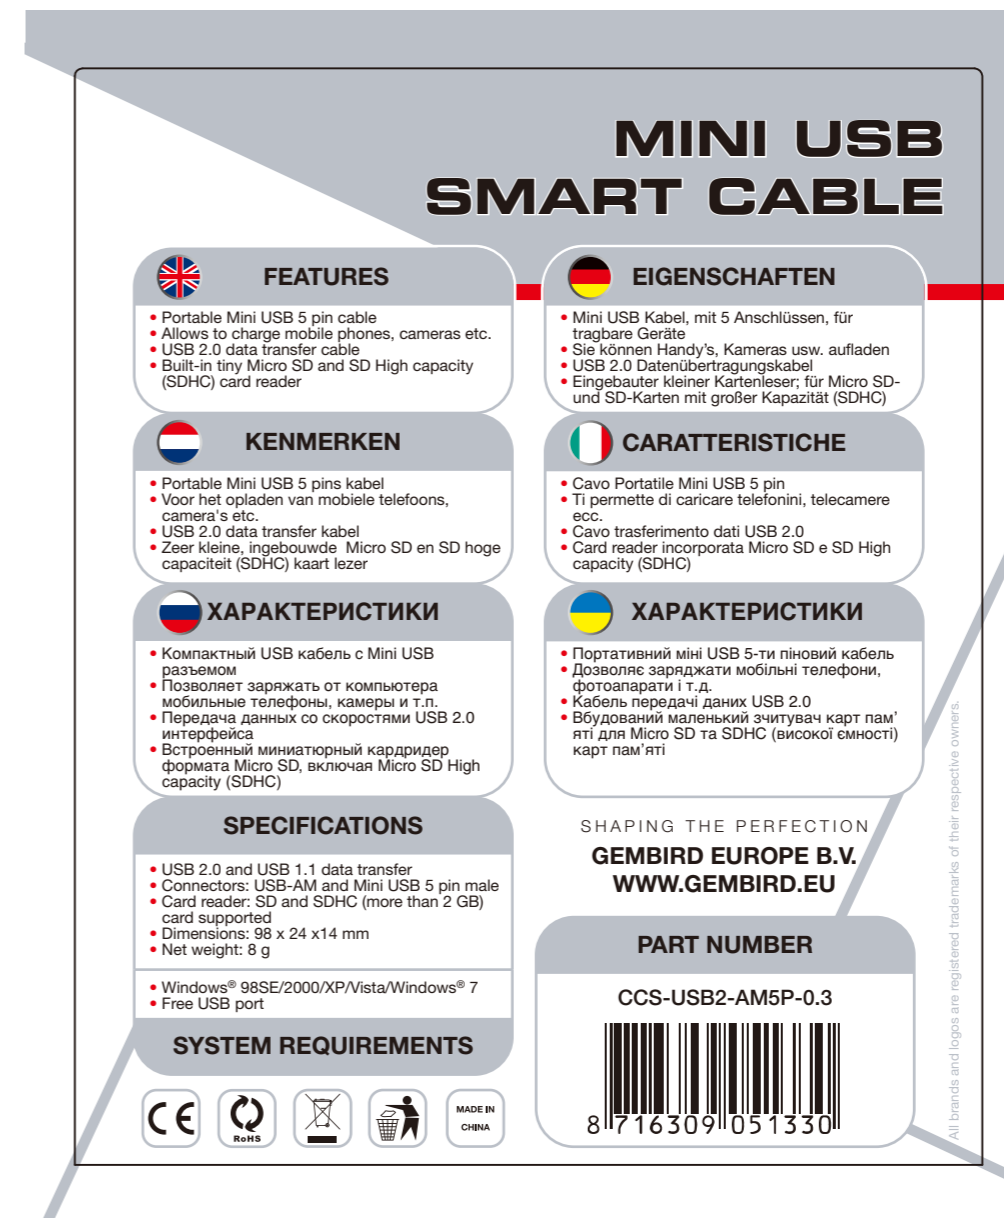 MINI USB
SMART CABLE
FEATURES
• Portable Mini USB 5 pin cable
• Allows to charge mobile phones, cameras etc.
• USB 2.0 data transfer cable
• Built-in tiny Micro SD and SD High capacity
(SDHC) card reader
EIGENSCHAFTEN
• Mini USB Kabel, mit 5 Anschlüssen, für
tragbare Geräte
• Sie können Handy's, Kameras usw. aufladen
• USB 2.0 Datenübertragungskabel
• Eingebauter kleiner Kartenleser; für Micro SD-
und SD-Karten mit großer Kapazität (SDHC)
KENMERKEN
• Portable Mini USB 5 pins kabel
• Voor het opladen van mobiele telefoons,
camera's etc.
• USB 2.0 data transfer kabel
• Zeer kleine, ingebouwde Micro SD en SD hoge
capaciteit (SDHC) kaart lezer
CARATTERISTICHE
• Cavo Portatile Mini USB 5 pin
• Ti permette di caricare telefonini, telecamere
ecc.
• Cavo trasferimento dati USB 2.0
• Card reader incorporata Micro SD e SD High
capacity (SDHC)
ХАРАКТЕРИСТИКИ
• Компактный USB кабель с Mini USB
разъемом
• Позволяет заряжать от компьютера
мобильные телефоны, камеры и т.п.
• Передача данных со скоростями USB 2.0
интерфейса
• Встроенный миниатюрный кардридер
формата Micro SD, включая Micro SD High
capacity (SDHC)
ХАРАКТЕРИСТИКИ
• Портативний міні USB 5-ти піновий кабель
• Дозволяє заряджати мобільні телефони,
фотоапарати і т.д.
• Кабель передачі даних USB 2.0
• Вбудований маленький зчитувач карт пам’
яті для Micro SD та SDHC (високої ємності)
карт пам’яті
SPECIFICATIONS
• USB 2.0 and USB 1.1 data transfer
• Connectors: USB-AM and Mini USB 5 pin male
• Card reader: SD and SDHC (more than 2 GB)
card supported
• Dimensions: 98 x 24 x14 mm
• Net weight: 8 g
• Windows® 98SE/2000/XP/Vista/Windows® 7
• Free USB port
SYSTEM REQUIREMENTS
CE
RoHS
MADE IN
CHINA
SHAPING THE PERFECTION
GEMBIRD EUROPE B.V.
WWW.GEMBIRD.EU
PART NUMBER
CCS-USB2-AM5P-0.3
8 716309 051330
All brands and logos are registered trademarks of their respective owners.